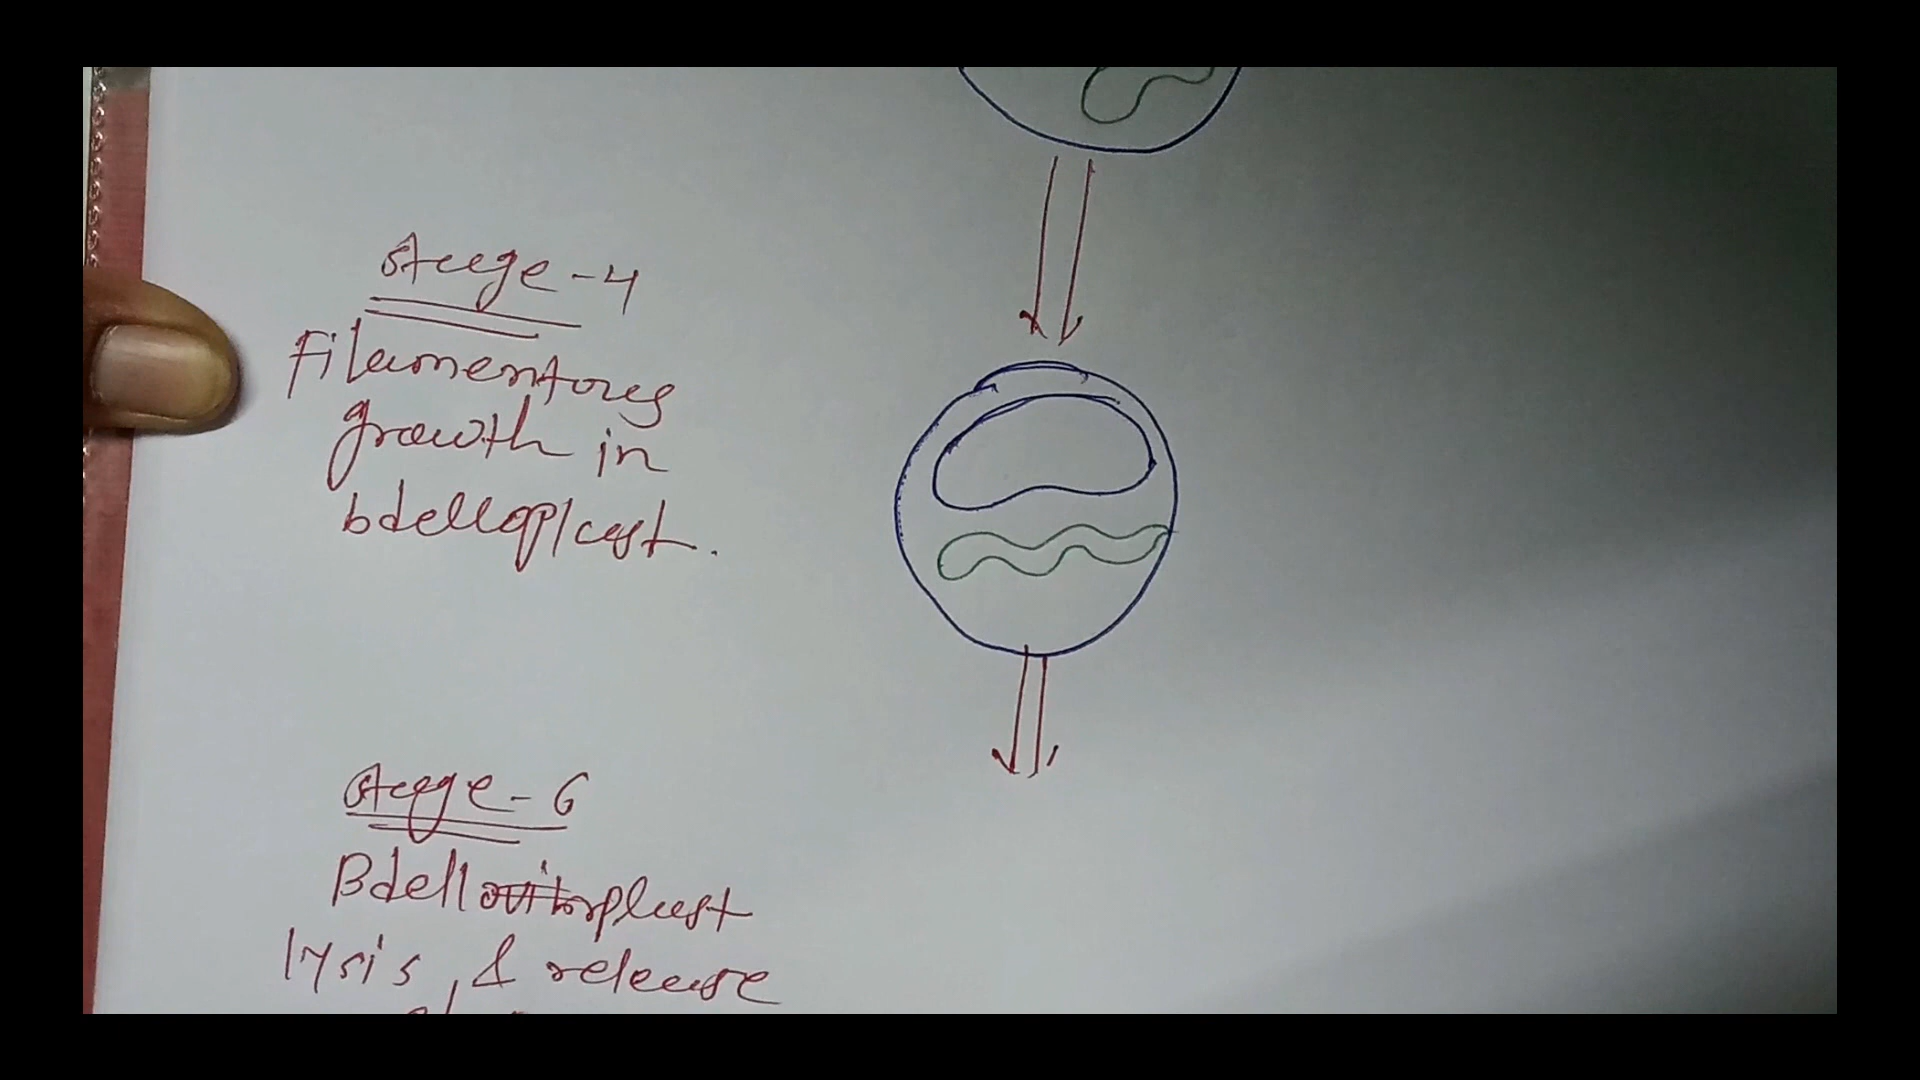 Stage-4
Filamentous
growth in
bdelloplast.
Stage-6
Bdelloplast
lysis, & release